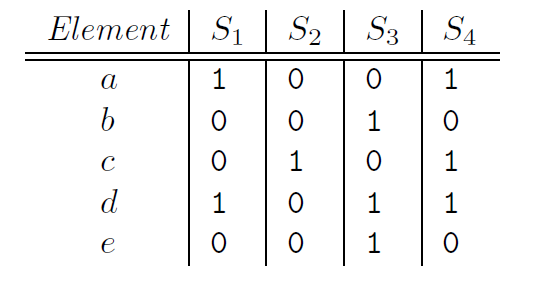 Element S₁ S₂ S₃ S₄
a 1 0 0 1
b 0 0 1 0
c 0 1 0 1
d 1 0 1 1
e 0 0 1 0